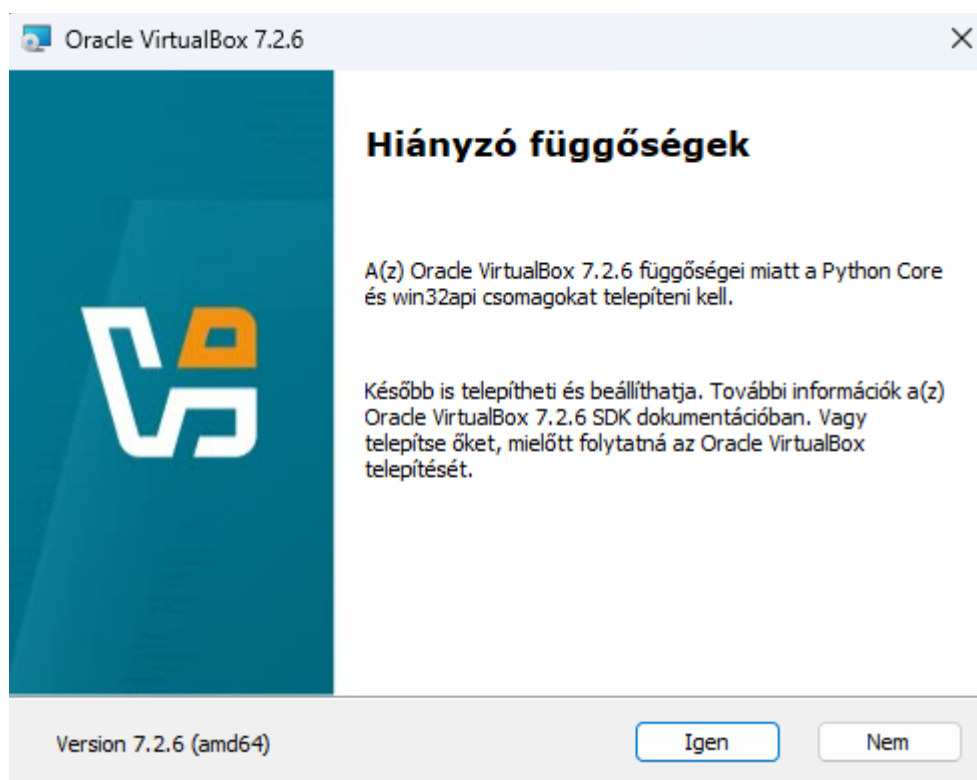 Oracle VirtualBox 7.2.6
Hiányzó függőségek
A(z) Oracle VirtualBox 7.2.6 függőségei miatt a Python Core
és win32api csomagokat telepíteni kell.
Később is telepítheti és beállíthatja. További információk a(z)
Oracle VirtualBox 7.2.6 SDK dokumentációban. Vagy
telepítse őket, mielőtt folytatná az Oracle VirtualBox
telepítését.
Version 7.2.6 (amd64)
Igen
Nem